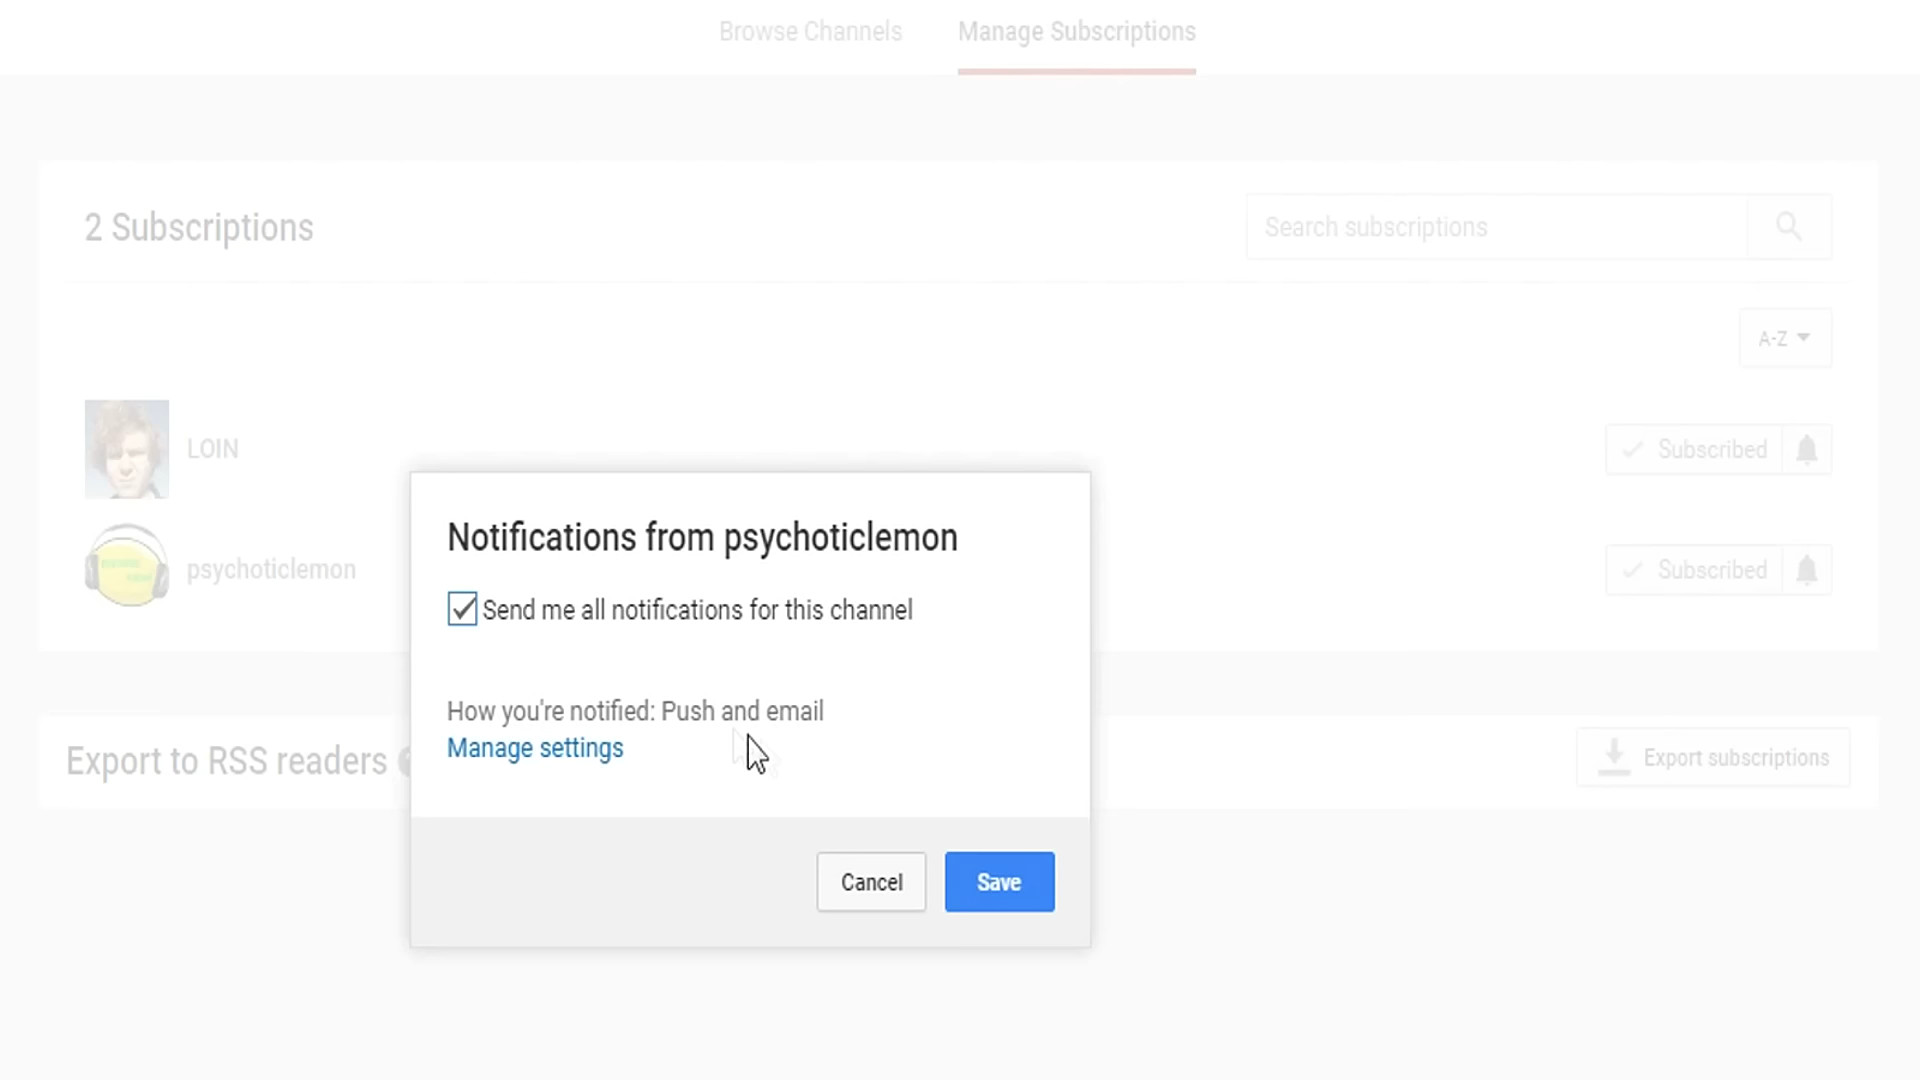 Browse Channels
Manage Subscriptions
2 Subscriptions
Search subscriptions
A-Z
LOIN
Subscribed
psychoticlemon
Subscribed
Notifications from psychoticlemon
Send me all notifications for this channel
How you're notified: Push and email
Manage settings
Export to RSS readers
Export subscriptions
Cancel
Save